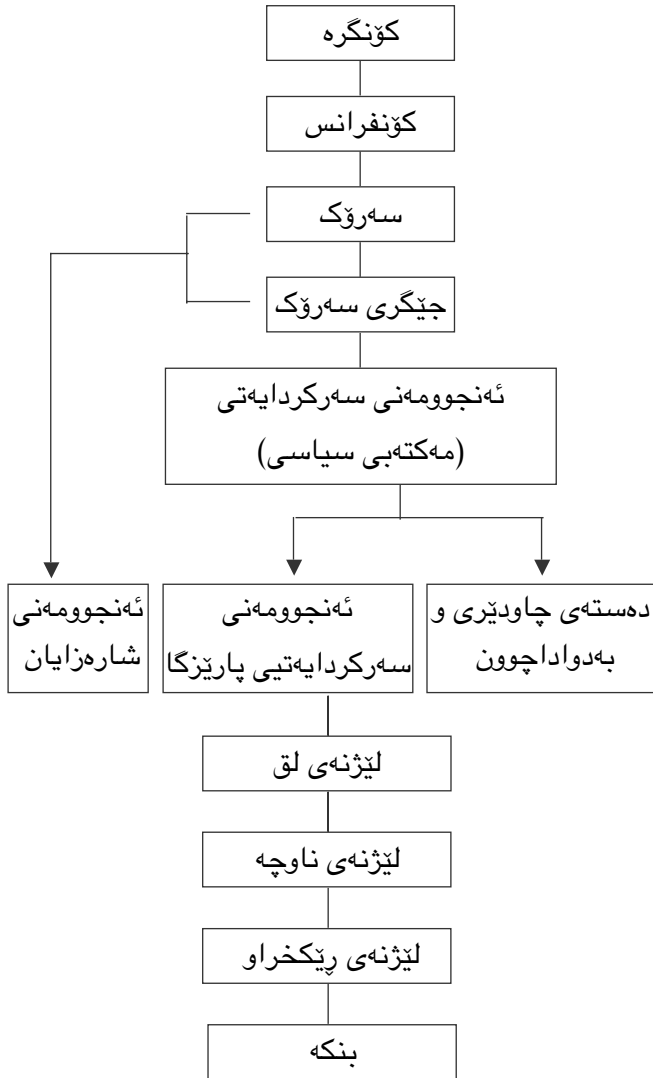 کۆنگرە
کۆنفرانس
سەرۆک
جێگری سەرۆک
ئەنجوومەنی سەرکردایەتی
(مەکتەبی سیاسی)
دەستەی چاودێری و
بەدواداچوون
ئەنجوومەنی
سەرکردایەتیی پارێزگا
ئەنجوومەنی
شارەزایان
لێژنەی لق
لێژنەی ناوچە
لێژنەی ڕێکخراو
بنکە